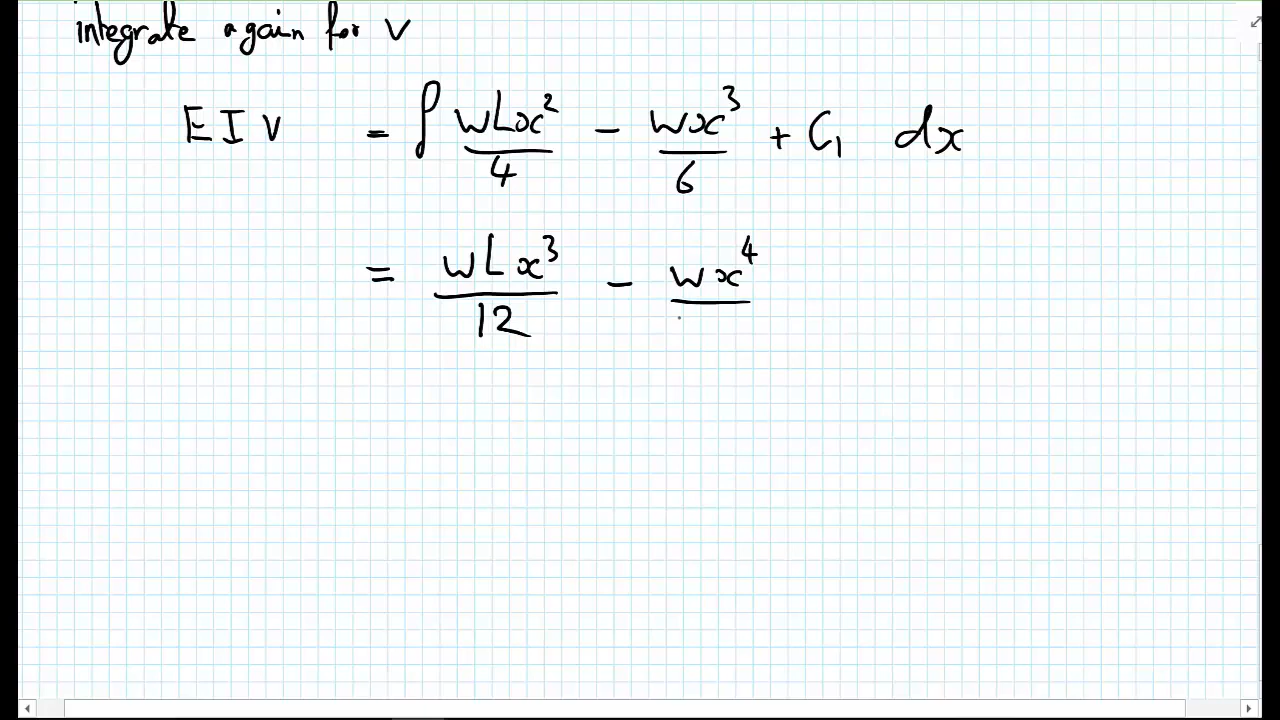 integrate again for v
EIv = ∫ wLx²/4 - wx³/6 + C₁ dx
= wLx³/12 - wx⁴/